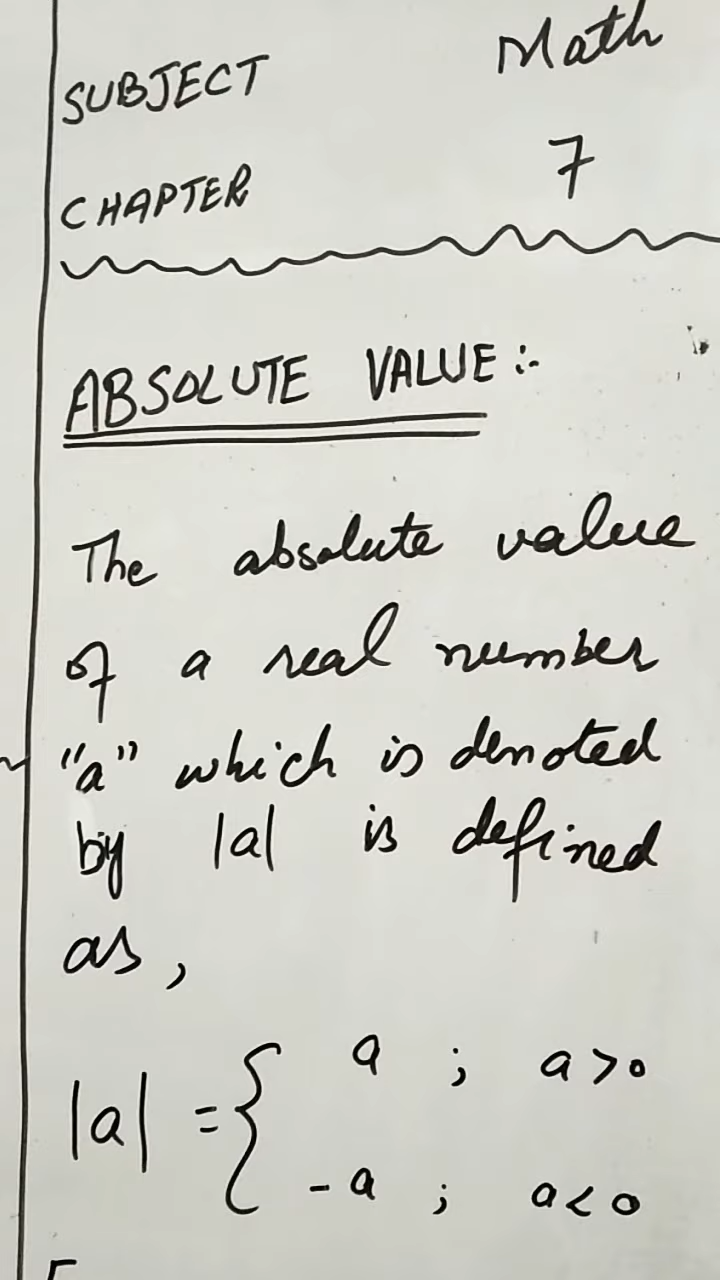 SUBJECT Math
CHAPTER 7
ABSOLUTE VALUE :-
The absolute value
of a real number
"a" which is denoted
by |a| is defined
as,
|a| = { a ; a > 0
-a ; a < 0